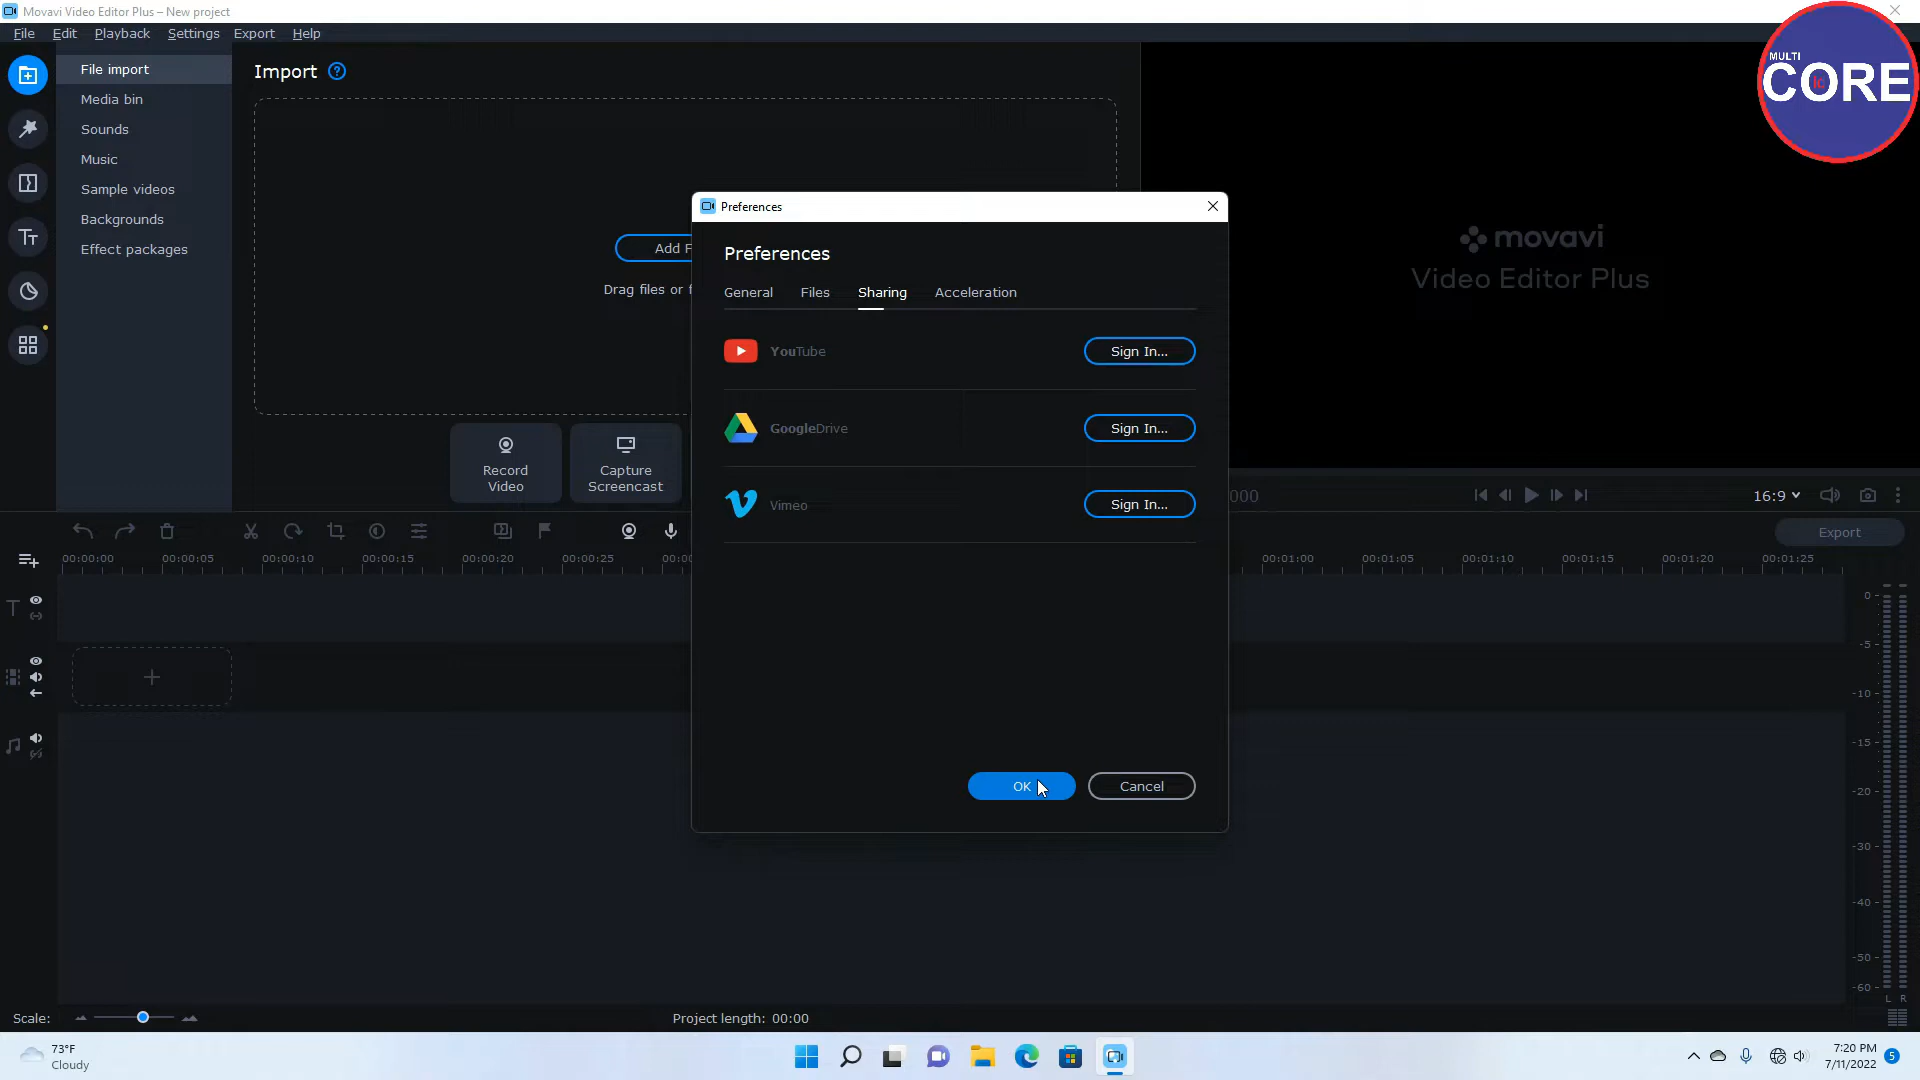 Movavi Video Editor Plus – New project
File Edit Playback Settings Export Help
MULTI
CORE
ic
File import
Media bin
Sounds
Music
Sample videos
Backgrounds
Effect packages
Import ?
Add F
Drag files or f
Record
Video
Capture
Screencast
movavi
Video Editor Plus
Preferences
Preferences
General Files Sharing Acceleration
YouTube Sign In...
GoogleDrive Sign In...
Vimeo Sign In...
OK Cancel
000
16:9
Export
00:00:00 00:00:05 00:00:10 00:00:15 00:00:20 00:00:25 00:0 00:01:00 00:01:05 00:01:10 00:01:15 00:01:20 00:01:25
0
-5
-10
-15
-20
-30
-40
-50
-60
L R
Scale:
Project length: 00:00
73°F
Cloudy
7:20 PM
7/11/2022
5